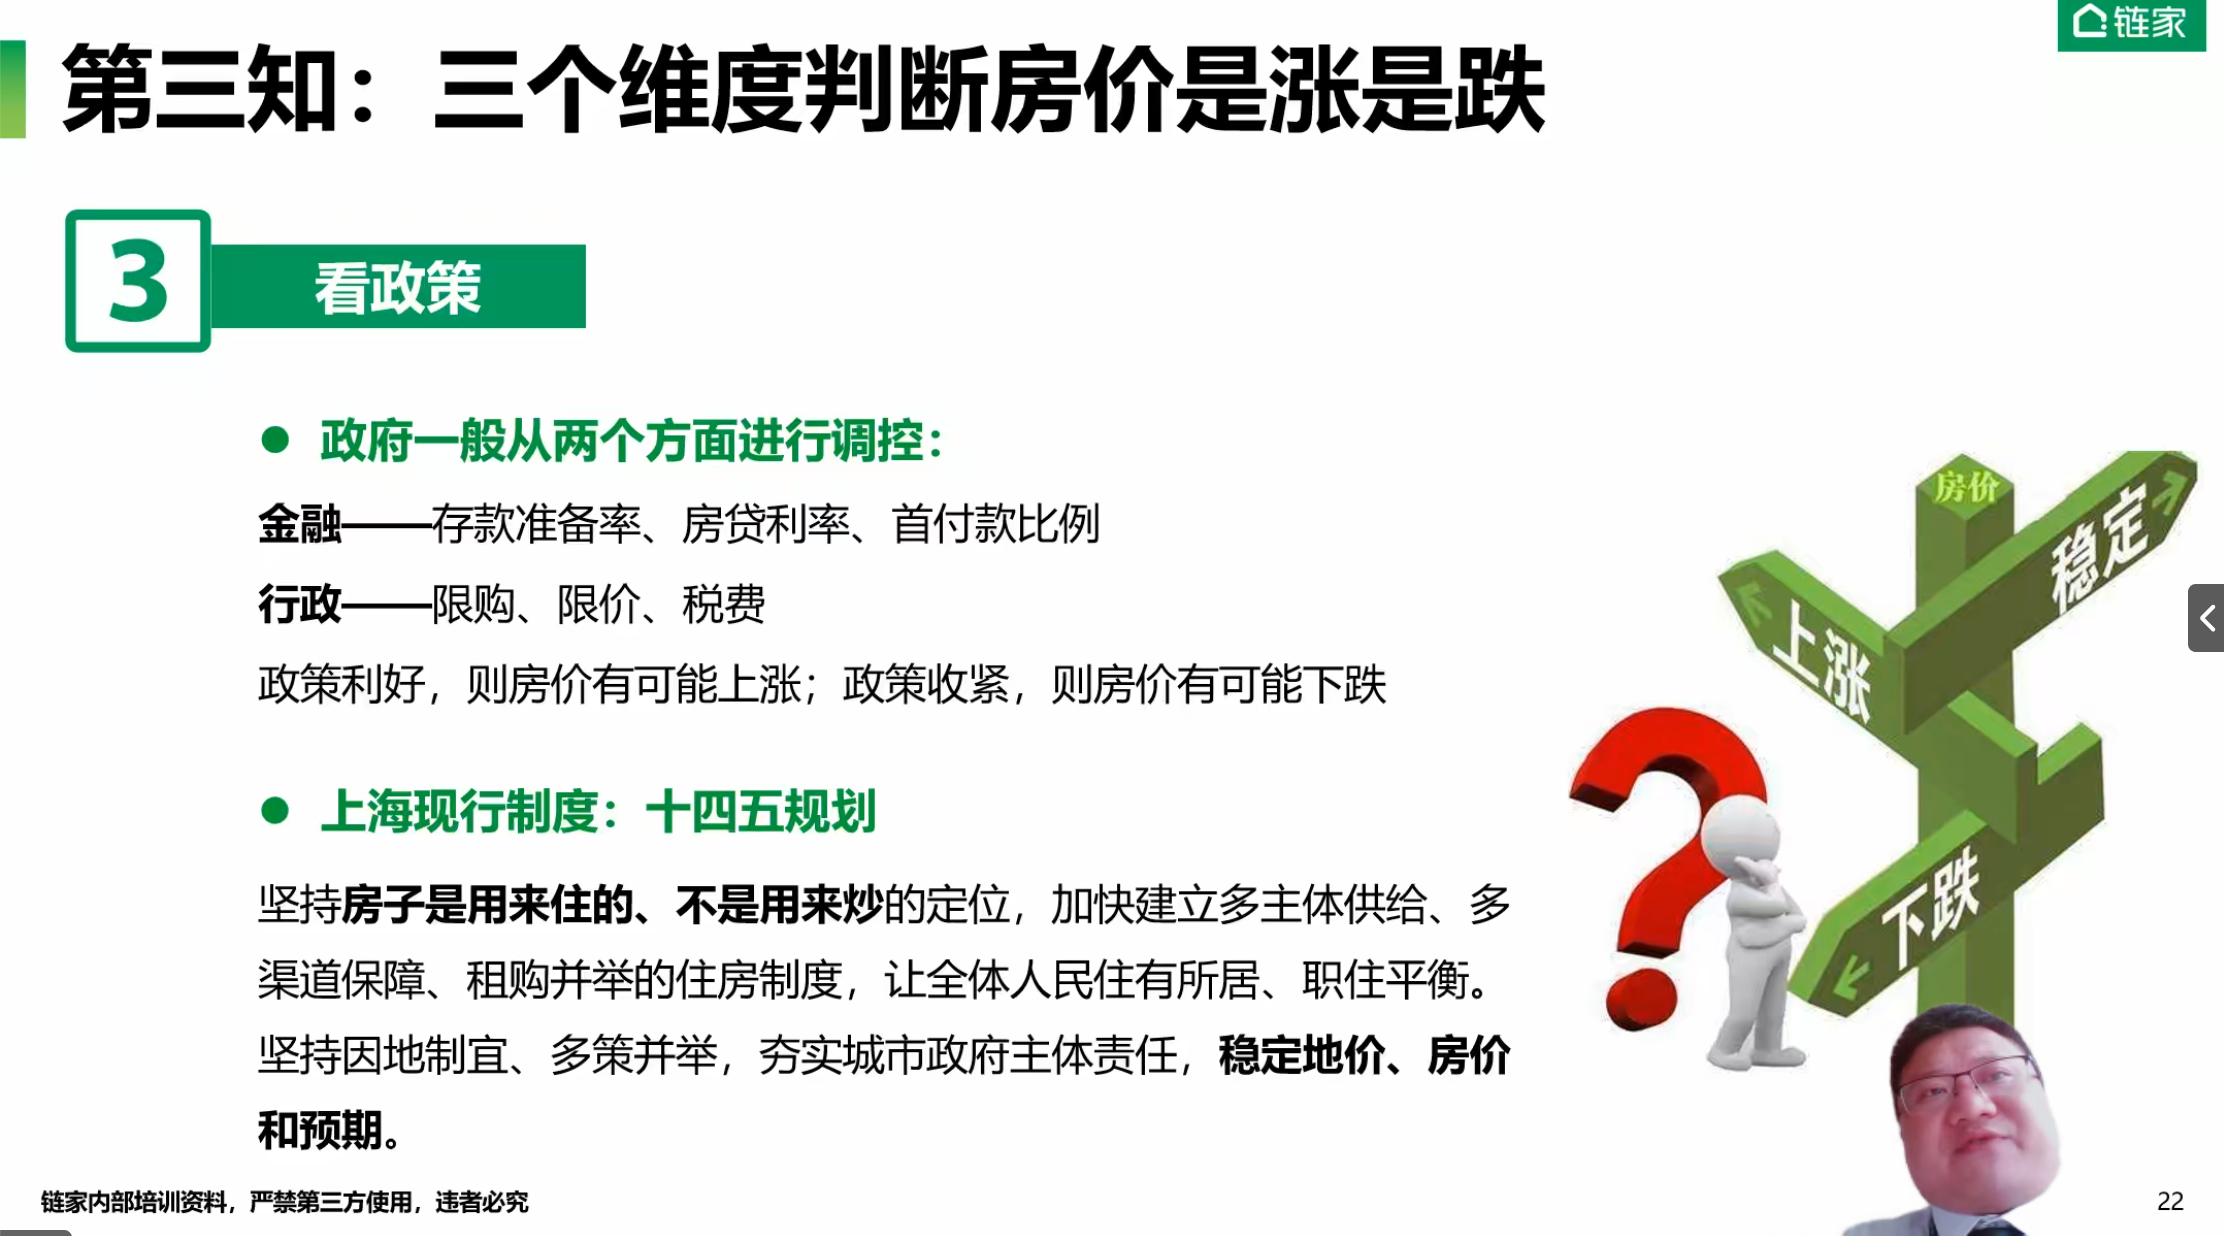 链家
第三知：三个维度判断房价是涨是跌
3
看政策
● 政府一般从两个方面进行调控：
金融——存款准备率、房贷利率、首付款比例
行政——限购、限价、税费
政策利好，则房价有可能上涨；政策收紧，则房价有可能下跌
● 上海现行制度：十四五规划
坚持房子是用来住的、不是用来炒的定位，加快建立多主体供给、多
渠道保障、租购并举的住房制度，让全体人民住有所居、职住平衡。
坚持因地制宜、多策并举，夯实城市政府主体责任，稳定地价、房价
和预期。
房价
稳定
上涨
下跌
链家内部培训资料，严禁第三方使用，违者必究
22